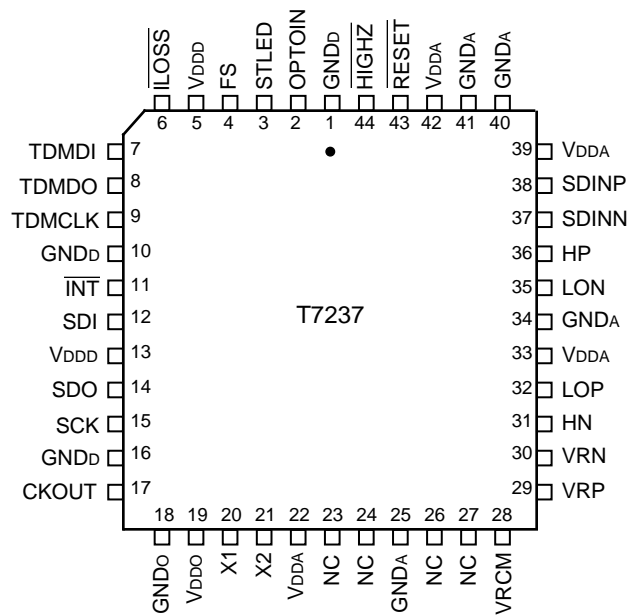 ILOSS
VDDD
FS
STLED
OPTOIN
GNDD
HIGHZ
RESET
VDDA
GNDA
GNDA
6 5 4 3 2 1 44 43 42 41 40
TDMDI 7
TDMDO 8
TDMCLK 9
GNDD 10
INT 11
SDI 12
VDDD 13
SDO 14
SCK 15
GNDD 16
CKOUT 17
T7237
39 VDDA
38 SDINP
37 SDINN
36 HP
35 LON
34 GNDA
33 VDDA
32 LOP
31 HN
30 VRN
29 VRP
18 19 20 21 22 23 24 25 26 27 28
GNDO
VDDO
X1
X2
VDDA
NC
NC
GNDA
NC
NC
VRCM